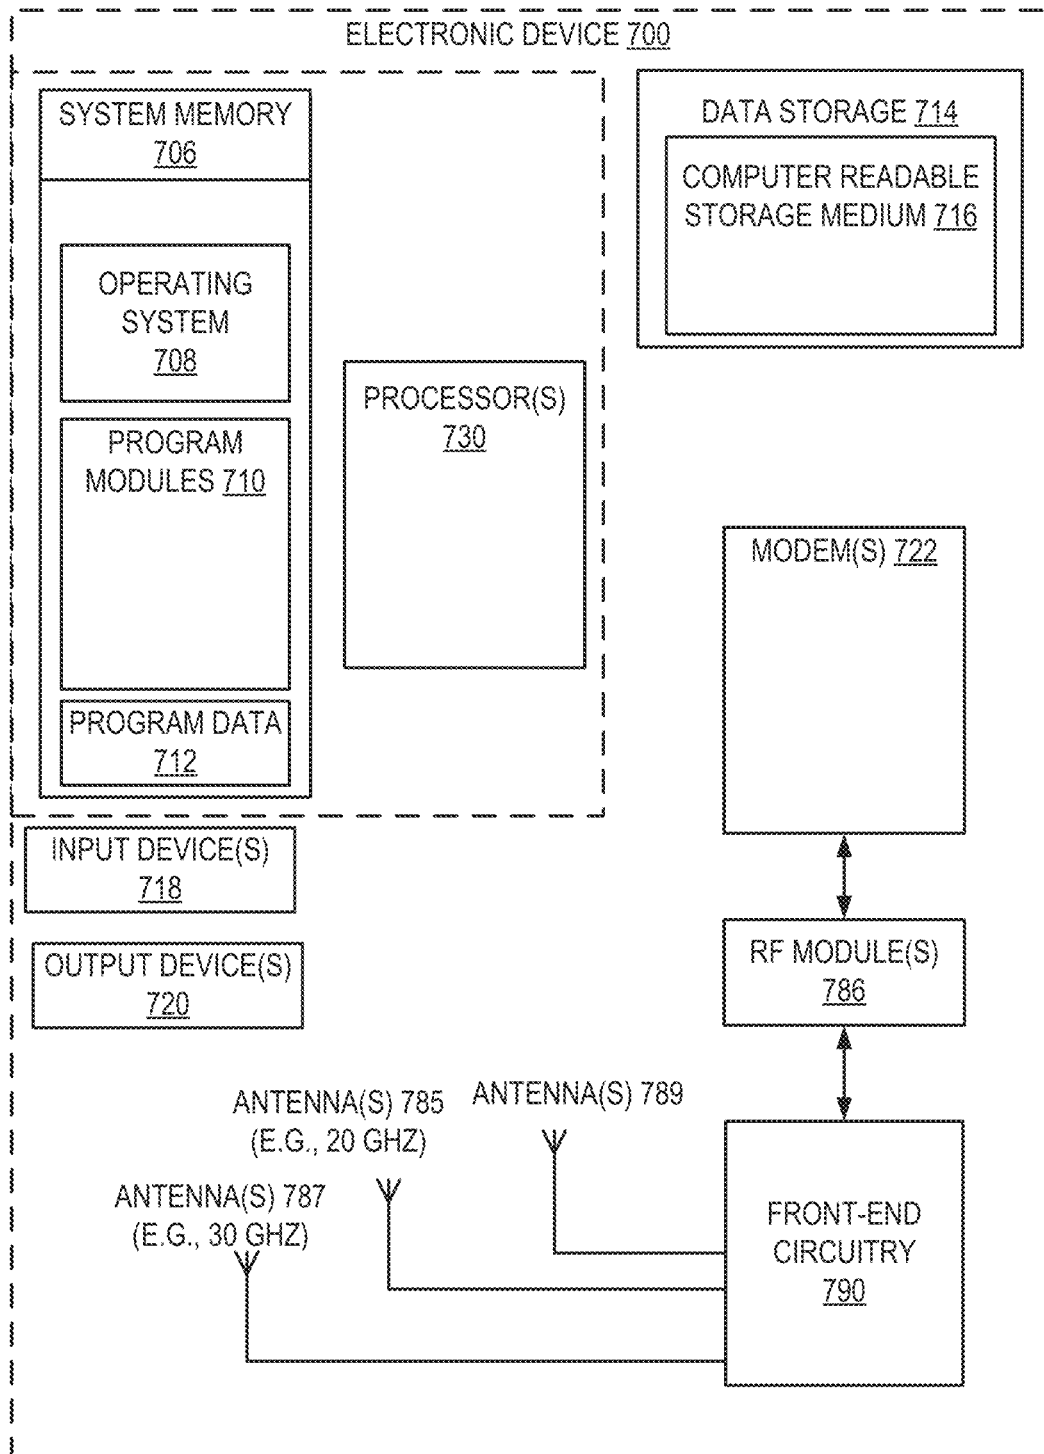 ELECTRONIC DEVICE 700
SYSTEM MEMORY
706
OPERATING
SYSTEM
708
PROGRAM
MODULES 710
PROGRAM DATA
712
PROCESSOR(S)
730
DATA STORAGE 714
COMPUTER READABLE
STORAGE MEDIUM 716
MODEM(S) 722
INPUT DEVICE(S)
718
OUTPUT DEVICE(S)
720
RF MODULE(S)
786
ANTENNA(S) 789
ANTENNA(S) 785
(E.G., 20 GHZ)
ANTENNA(S) 787
(E.G., 30 GHZ)
FRONT-END
CIRCUITRY
790